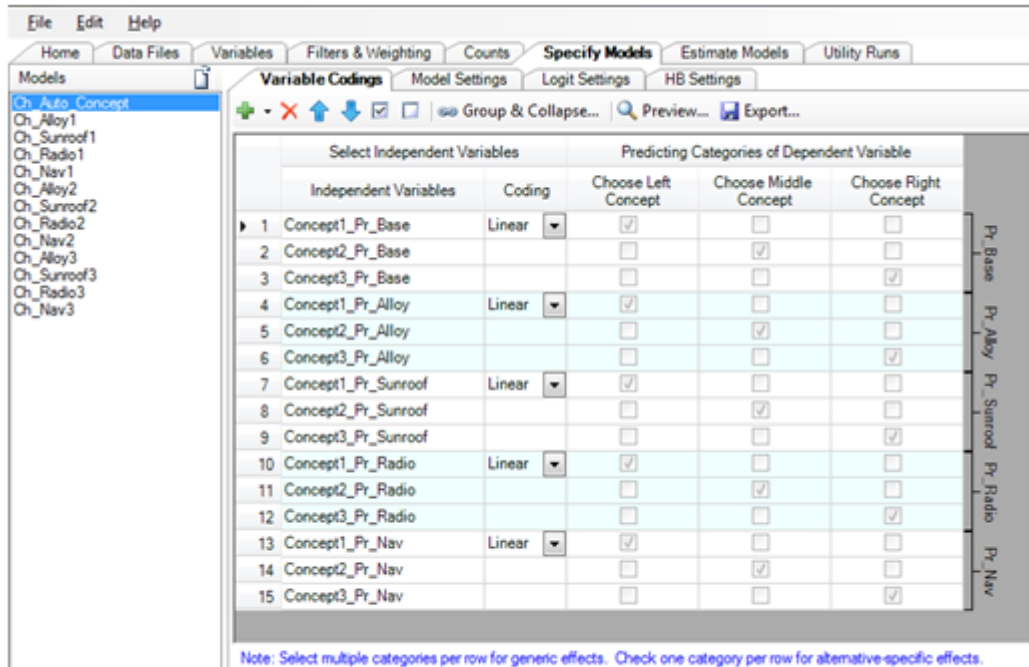 File Edit Help
Home Data Files Variables Filters & Weighting Counts Specify Models Estimate Models Utility Runs
Models
Variable Codings Model Settings Logit Settings HB Settings
Ch_Auto_Concept
Ch_Alloy1
Ch_Sunroof1
Ch_Radio1
Ch_Nav1
Ch_Alloy2
Ch_Sunroof2
Ch_Radio2
Ch_Nav2
Ch_Alloy3
Ch_Sunroof3
Ch_Radio3
Ch_Nav3
Group & Collapse... Preview... Export...
Select Independent Variables Predicting Categories of Dependent Variable
Independent Variables Coding Choose Left Concept Choose Middle Concept Choose Right Concept
1 Concept1_Pr_Base Linear
2 Concept2_Pr_Base
3 Concept3_Pr_Base
4 Concept1_Pr_Alloy Linear
5 Concept2_Pr_Alloy
6 Concept3_Pr_Alloy
7 Concept1_Pr_Sunroof Linear
8 Concept2_Pr_Sunroof
9 Concept3_Pr_Sunroof
10 Concept1_Pr_Radio Linear
11 Concept2_Pr_Radio
12 Concept3_Pr_Radio
13 Concept1_Pr_Nav Linear
14 Concept2_Pr_Nav
15 Concept3_Pr_Nav
Pr_Base
Pr_Alloy
Pr_Sunroof
Pr_Radio
Pr_Nav
Note: Select multiple categories per row for generic effects. Check one category per row for alternative-specific effects.